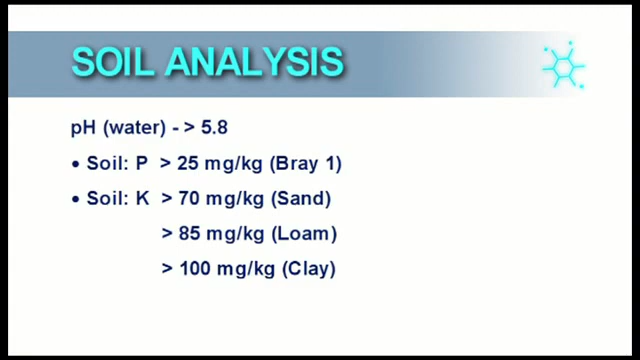 SOIL ANALYSIS
pH (water) - > 5.8
• Soil: P > 25 mg/kg (Bray 1)
• Soil: K > 70 mg/kg (Sand)
> 85 mg/kg (Loam)
> 100 mg/kg (Clay)